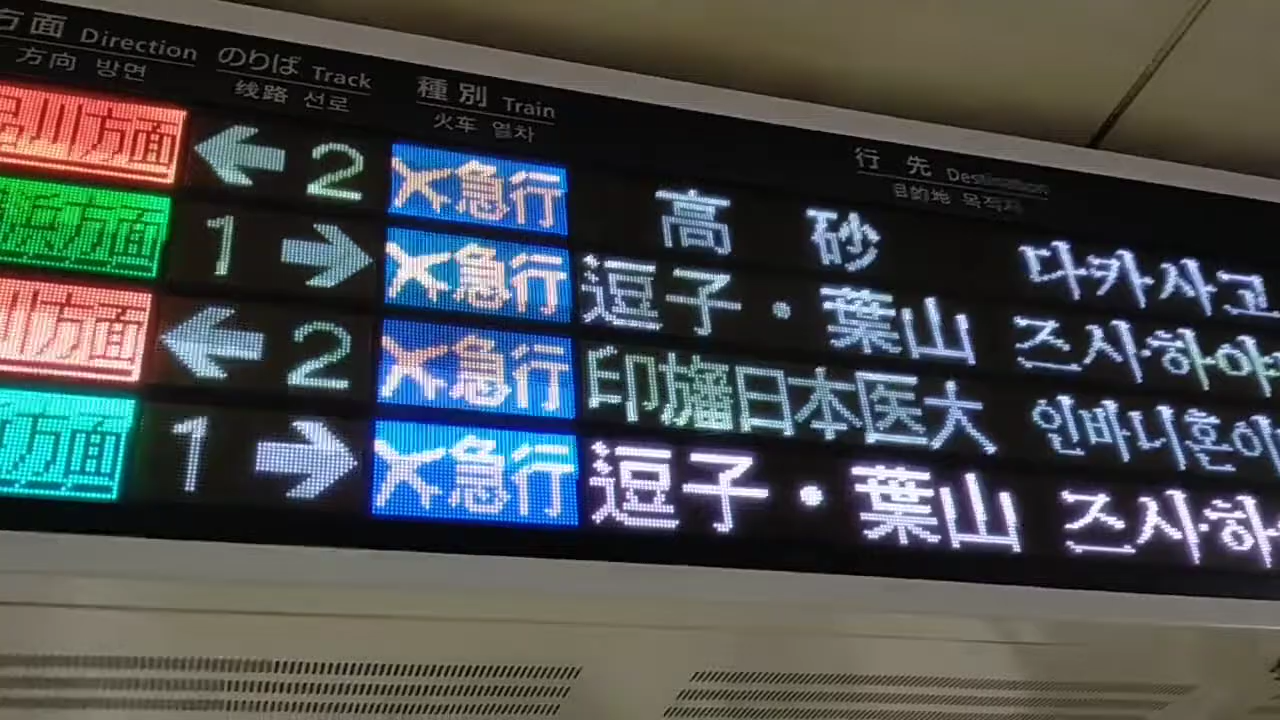 方面 Direction のりば Track 種別 Train 行先 Destination
方向 방면 线路 선로 火车 열차 目的地 목적지
品川方面 ← 2 急行 高砂 다카사고
浜方面 1 → 急行 逗子・葉山 즈시·하야
川方面 ← 2 急行 印旛日本医大 인바니혼이
方面 1 → 急行 逗子・葉山 즈시·하